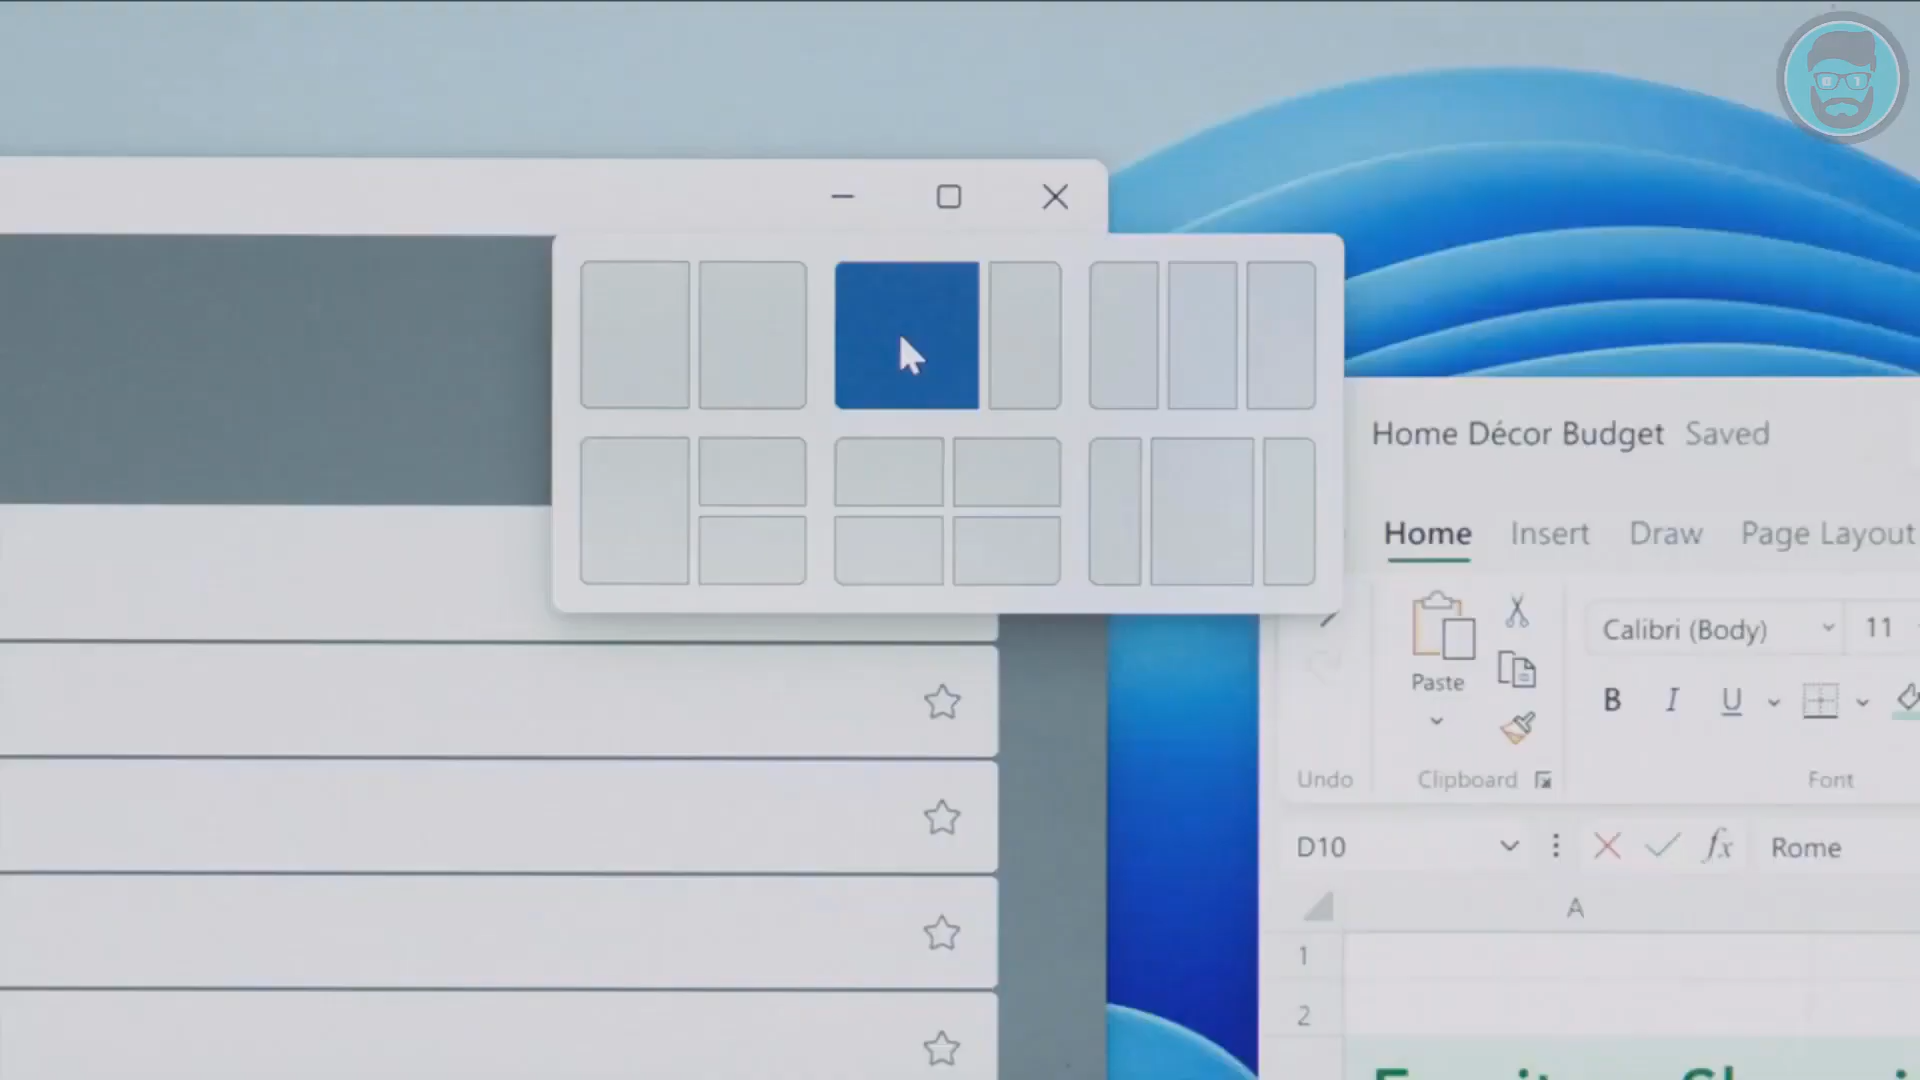 Home Décor Budget Saved
Home Insert Draw Page Layout
Calibri (Body) 11
Paste
B I U
Undo Clipboard Font
D10 fx Rome
A
1
2